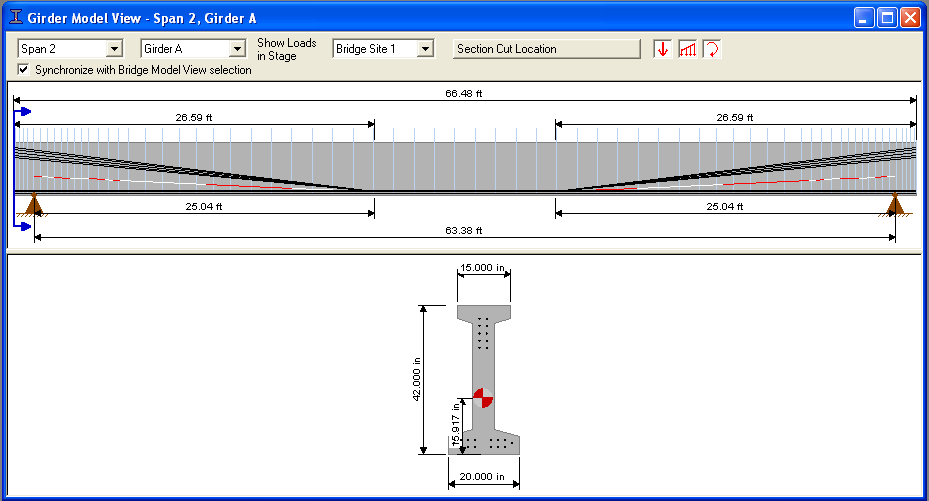 Girder Model View - Span 2, Girder A
Span 2
Girder A
Show Loads
in Stage
Bridge Site 1
Section Cut Location
Synchronize with Bridge Model View selection
66.48 ft
26.59 ft
26.59 ft
25.04 ft
25.04 ft
63.38 ft
15.000 in
42.000 in
15.917 in
20.000 in